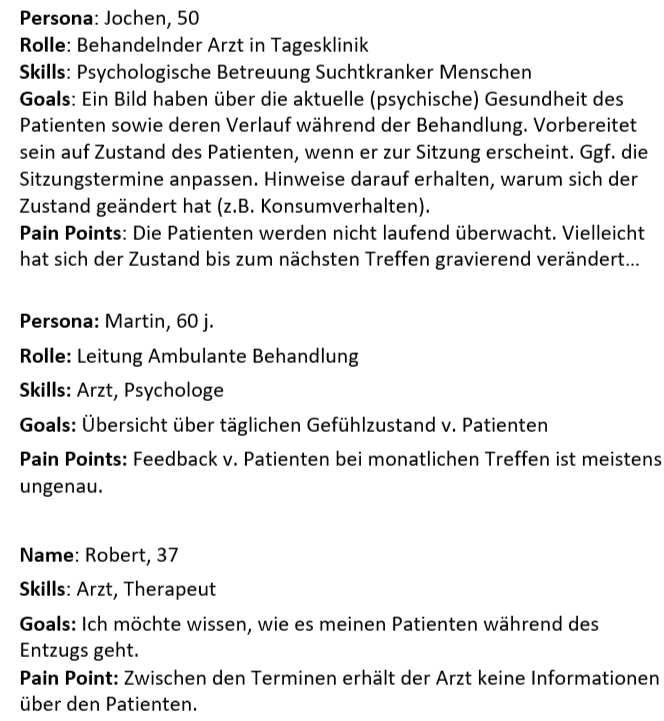 Persona: Jochen, 50
Rolle: Behandelnder Arzt in Tagesklinik
Skills: Psychologische Betreuung Suchtkranker Menschen
Goals: Ein Bild haben über die aktuelle (psychische) Gesundheit des
Patienten sowie deren Verlauf während der Behandlung. Vorbereitet
sein auf Zustand des Patienten, wenn er zur Sitzung erscheint. Ggf. die
Sitzungstermine anpassen. Hinweise darauf erhalten, warum sich der
Zustand geändert hat (z.B. Konsumverhalten).
Pain Points: Die Patienten werden nicht laufend überwacht. Vielleicht
hat sich der Zustand bis zum nächsten Treffen gravierend verändert...
Persona: Martin, 60 j.
Rolle: Leitung Ambulante Behandlung
Skills: Arzt, Psychologe
Goals: Übersicht über täglichen Gefühlzustand v. Patienten
Pain Points: Feedback v. Patienten bei monatlichen Treffen ist meistens
ungenau.
Name: Robert, 37
Skills: Arzt, Therapeut
Goals: Ich möchte wissen, wie es meinen Patienten während des
Entzugs geht.
Pain Point: Zwischen den Terminen erhält der Arzt keine Informationen
über den Patienten.